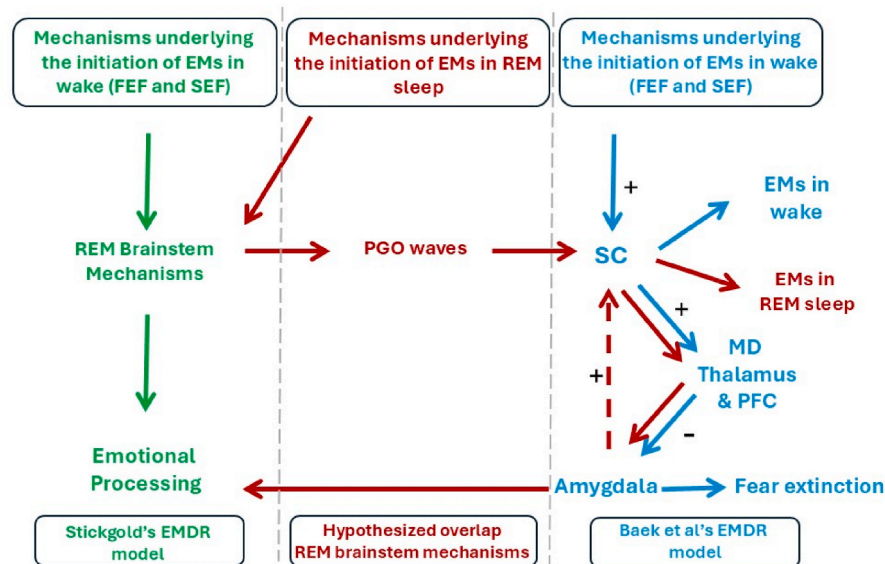 Mechanisms underlying
the initiation of EMs in
wake (FEF and SEF)
Mechanisms underlying
the initiation of EMs in REM
sleep
Mechanisms underlying
the initiation of EMs in wake
(FEF and SEF)
+
EMs in
wake
REM Brainstem
Mechanisms
PGO waves
SC
EMs in
REM sleep
+
MD
Thalamus
& PFC
+
-
Emotional
Processing
Amygdala
Fear extinction
Stickgold's EMDR
model
Hypothesized overlap
REM brainstem mechanisms
Baek et al's EMDR
model